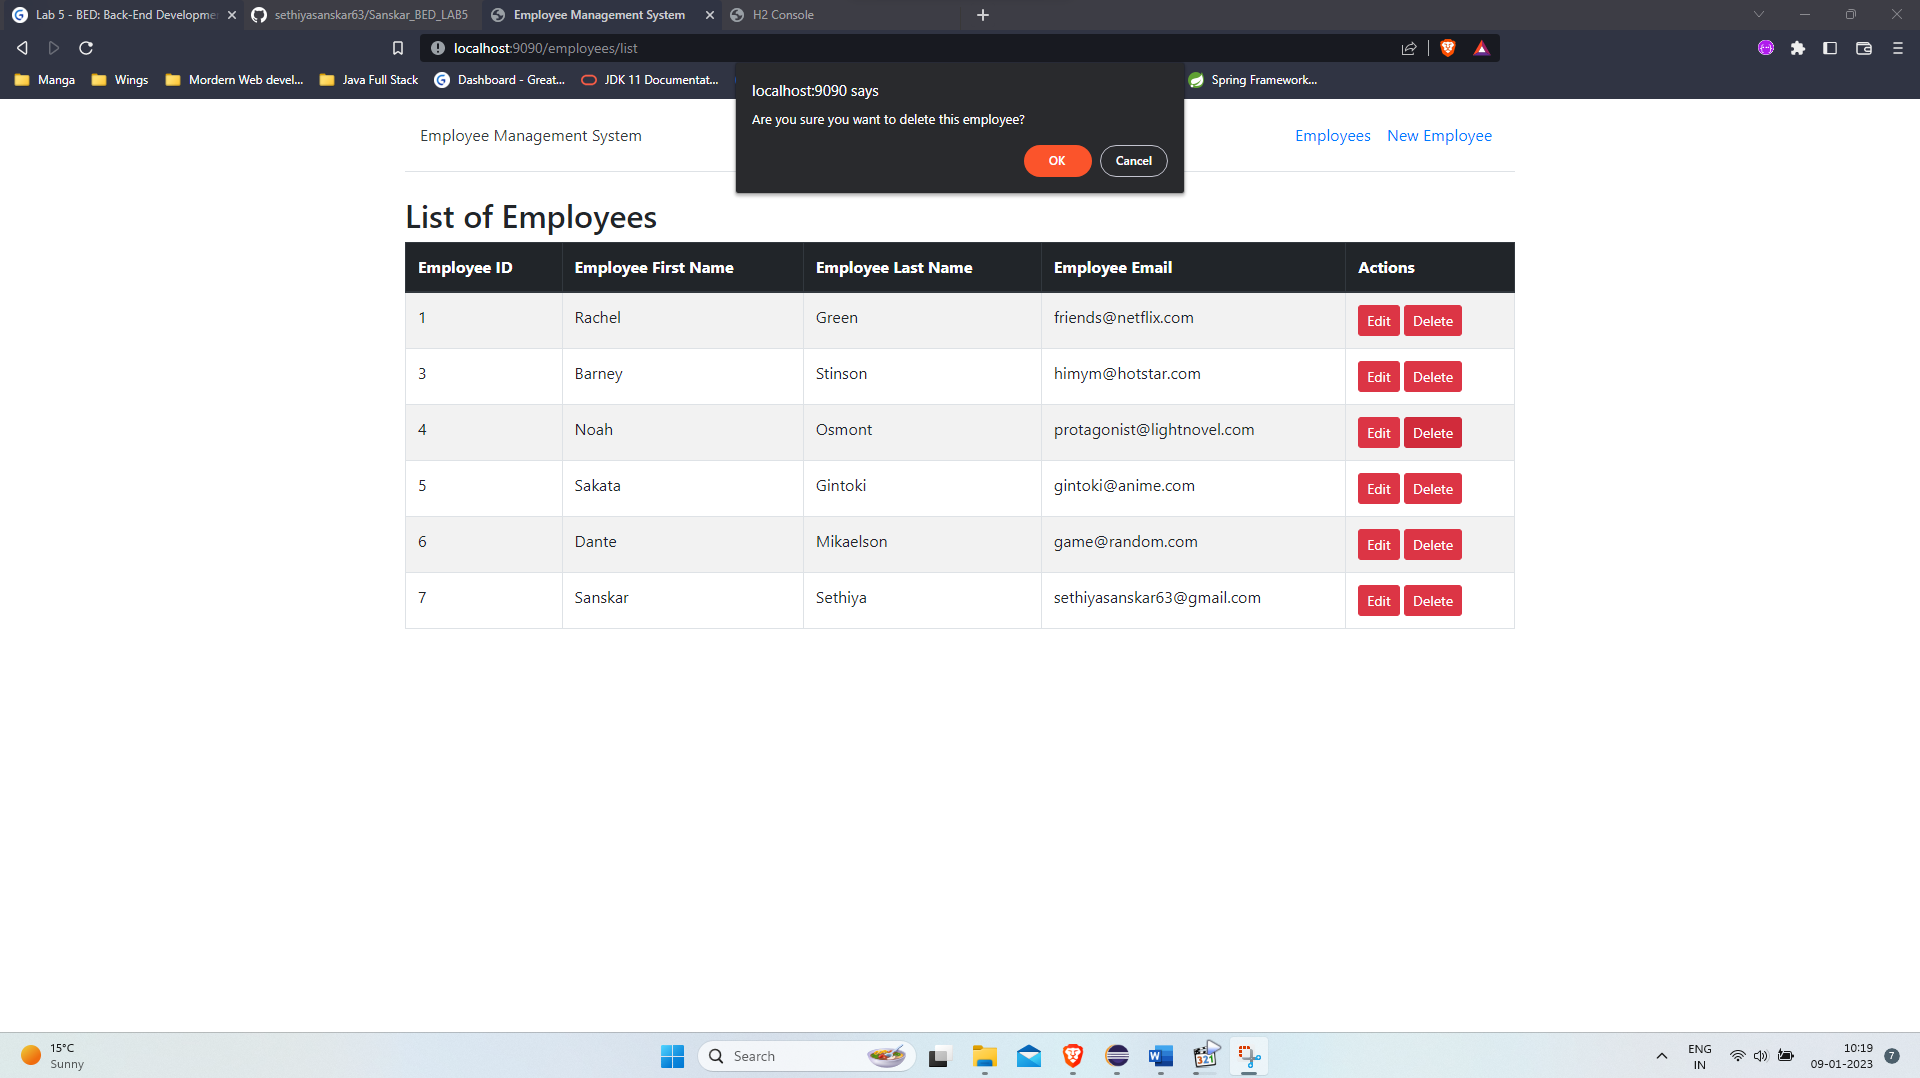 Lab 5 - BED: Back-End Developme
sethiyasanskar63/Sanskar_BED_LAB5
Employee Management System
H2 Console
localhost:9090/employees/list
Manga
Wings
Mordern Web devel...
Java Full Stack
Dashboard - Great...
JDK 11 Documentat...
Spring Framework...
localhost:9090 says
Are you sure you want to delete this employee?
OK Cancel
Employee Management System
Employees New Employee
List of Employees
Employee ID Employee First Name Employee Last Name Employee Email Actions
1 Rachel Green friends@netflix.com Edit Delete
3 Barney Stinson himym@hotstar.com Edit Delete
4 Noah Osmont protagonist@lightnovel.com Edit Delete
5 Sakata Gintoki gintoki@anime.com Edit Delete
6 Dante Mikaelson game@random.com Edit Delete
7 Sanskar Sethiya sethiyasanskar63@gmail.com Edit Delete
15°C
Sunny
Search
W
321
ENG
IN
10:19
09-01-2023
7